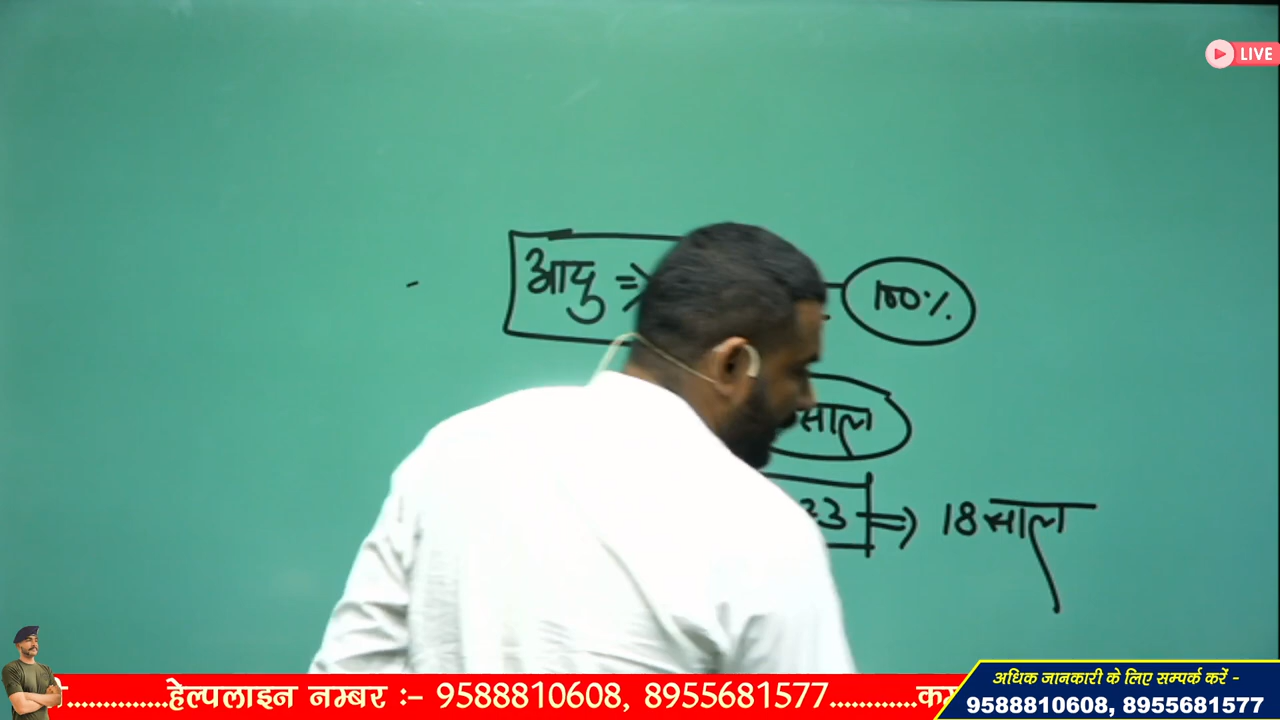 LIVE
आयु ⇒ 100%
साल
33 ⇒ 18 साल
..............हेल्पलाइन नम्बर :- 9588810608, 8955681577...........
अधिक जानकारी के लिए सम्पर्क करें -
9588810608, 8955681577